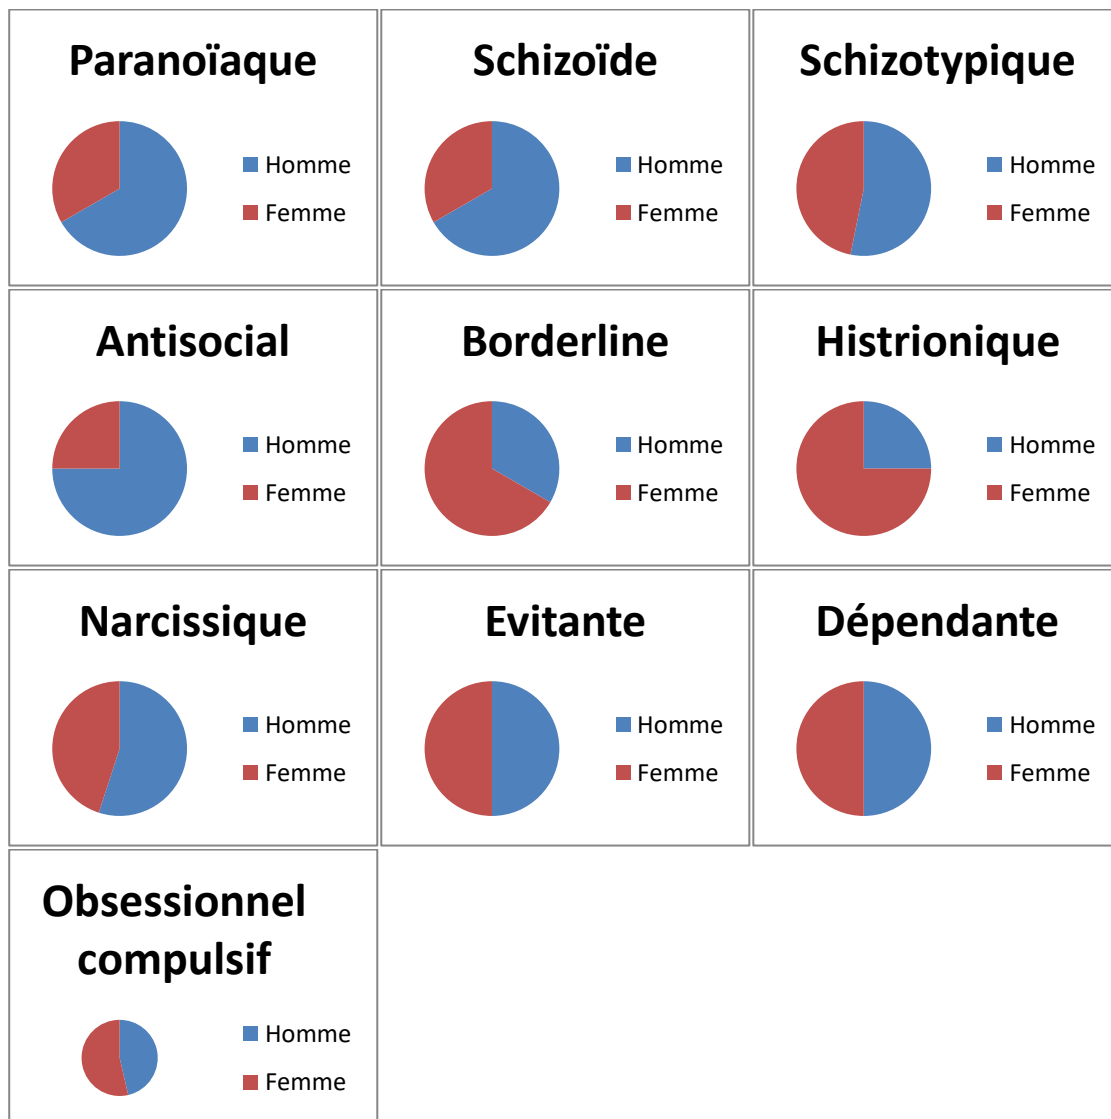 Paranoïaque
Homme
Femme
Schizoïde
Homme
Femme
Schizotypique
Homme
Femme
Antisocial
Homme
Femme
Borderline
Homme
Femme
Histrionique
Homme
Femme
Narcissique
Homme
Femme
Evitante
Homme
Femme
Dépendante
Homme
Femme
Obsessionnel
compulsif
Homme
Femme